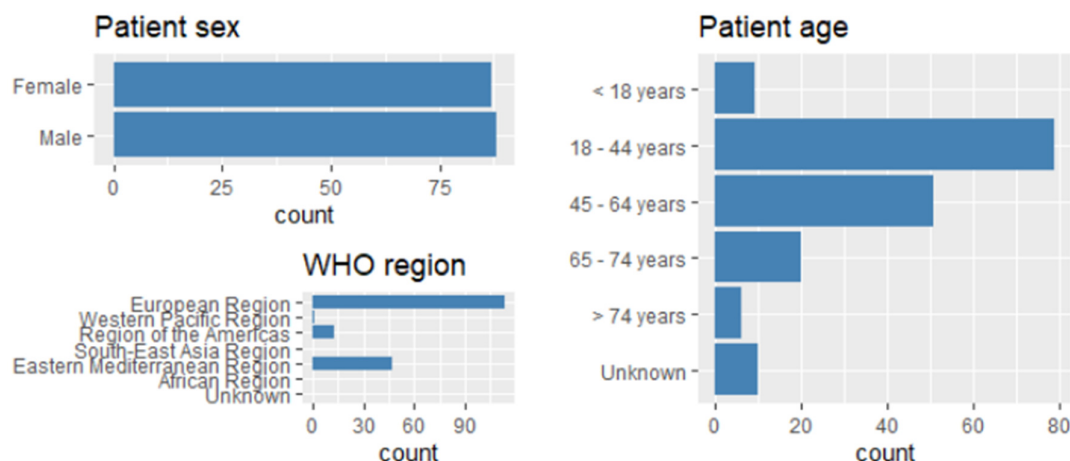 Patient sex
Female
Male
0 25 50 75
count
WHO region
European Region
Western Pacific Region
Region of the Americas
South-East Asia Region
Eastern Mediterranean Region
African Region
Unknown
0 30 60 90
count
Patient age
< 18 years
18 - 44 years
45 - 64 years
65 - 74 years
> 74 years
Unknown
0 20 40 60 80
count